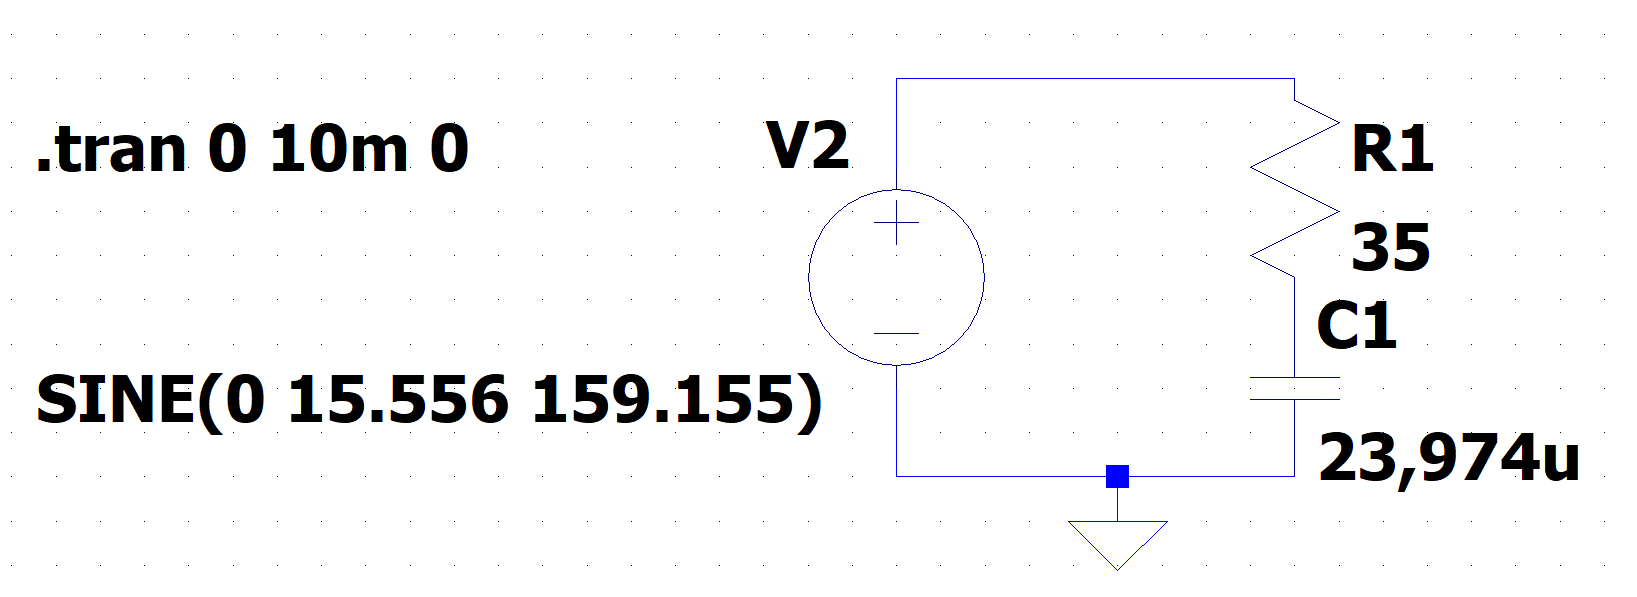 .tran 0 10m 0
V2
R1
35
C1
SINE(0 15.556 159.155)
23,974u